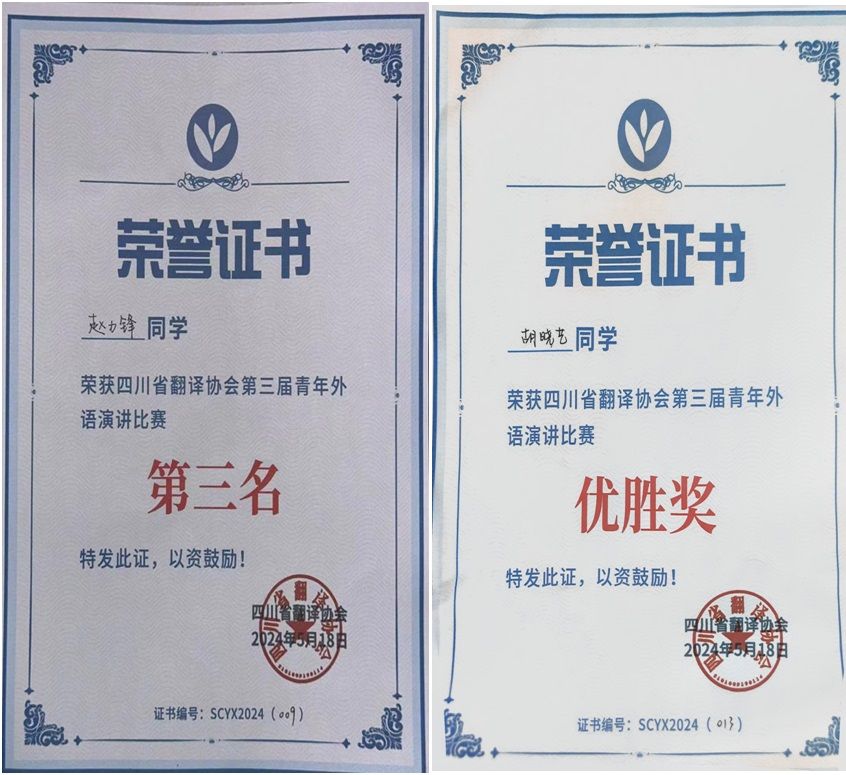 荣誉证书
赵力锋同学
荣获四川省翻译协会第三届青年外
语演讲比赛
第三名
特发此证，以资鼓励！
四川省翻译协会
2024年5月18日
证书编号：SCYX2024（009）
荣誉证书
胡晓艺同学
荣获四川省翻译协会第三届青年外
语演讲比赛
优胜奖
特发此证，以资鼓励！
四川省翻译协会
2024年5月18日
证书编号：SCYX2024（013）